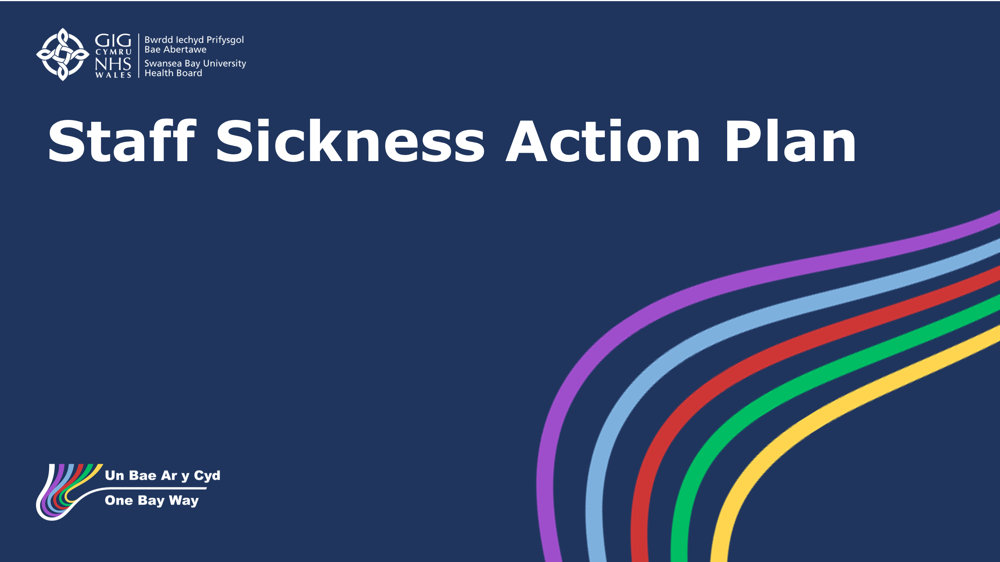 GIG
CYMRU
NHS
WALES
Bwrdd Iechyd Prifysgol
Bae Abertawe
Swansea Bay University
Health Board
Staff Sickness Action Plan
Un Bae Ar y Cyd
One Bay Way